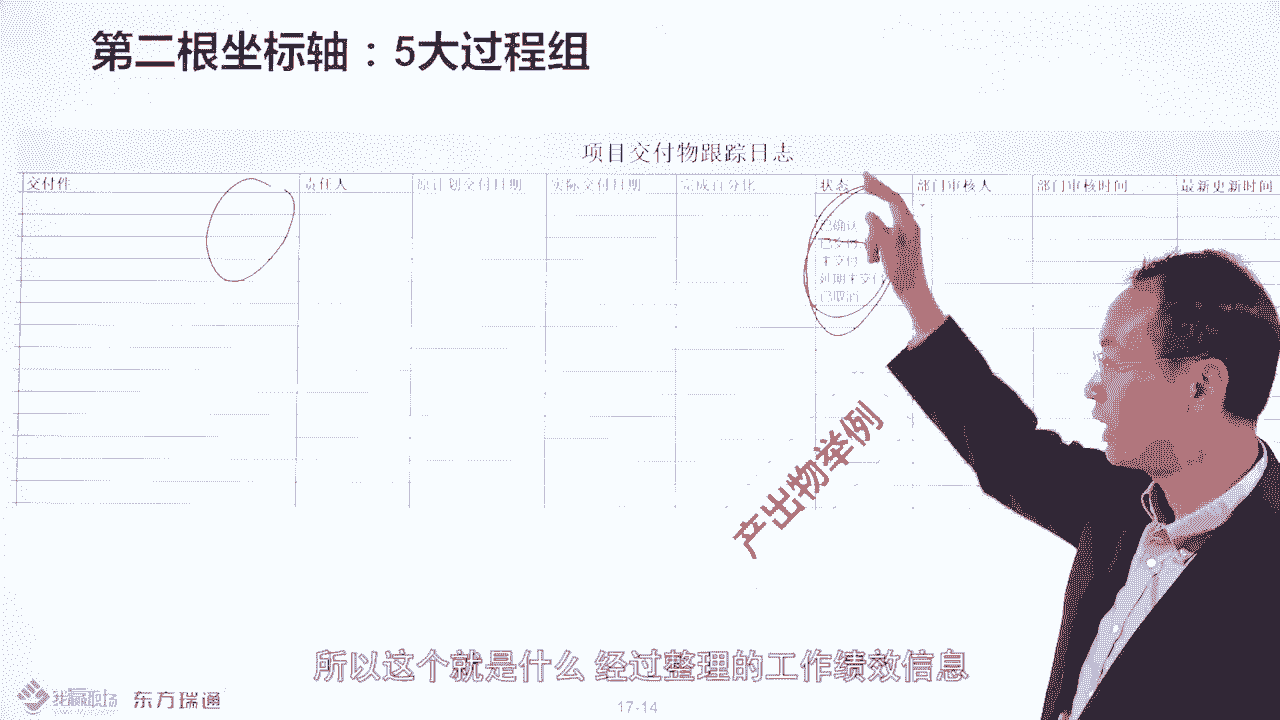 第二根坐标轴：5大过程组
项目交付物跟踪日志
交付件 责任人 原计划交付日期 实际交付日期 完成百分比 状态 部门审核人 部门审核时间 最新更新时间
已确认
已交付
未交付
延期未交付
已取消
产出物举例
所以这个就是什么 经过整理的工作绩效信息
我赢职场 东方瑞通
17-14